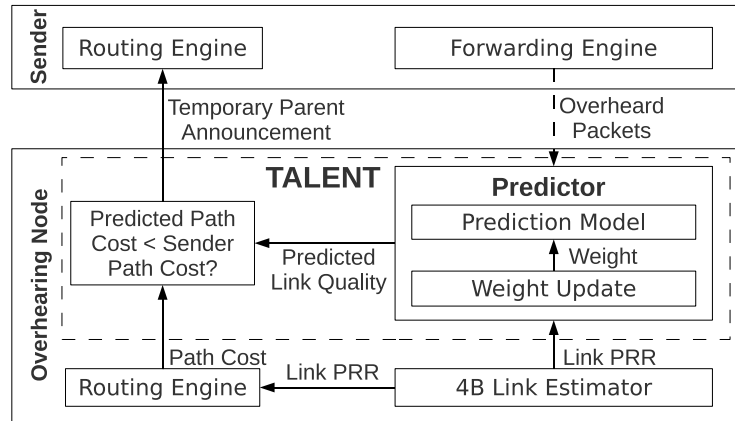 Sender
Routing Engine
Forwarding Engine
Temporary Parent
Announcement
Overheard
Packets
Overhearing Node
TALENT
Predictor
Predicted Path
Cost < Sender
Path Cost?
Prediction Model
Predicted
Link Quality
Weight
Weight Update
Path Cost
Link PRR
Link PRR
Routing Engine
4B Link Estimator